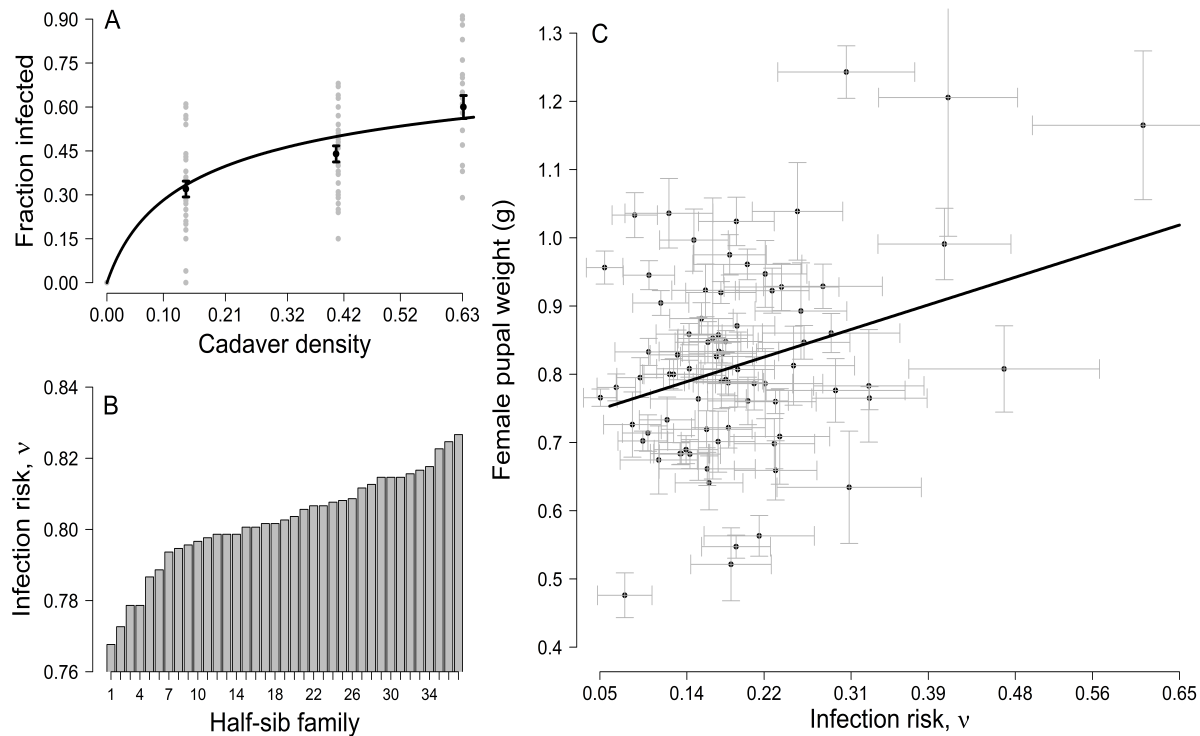 A
Fraction infected
0.90
0.75
0.60
0.45
0.30
0.15
0.00
0.00 0.10 0.21 0.32 0.42 0.52 0.63
Cadaver density
B
Infection risk, ν
0.84
0.82
0.80
0.78
0.76
1 4 7 10 14 18 22 26 30 34
Half-sib family
C
Female pupal weight (g)
1.3
1.2
1.1
1.0
0.9
0.8
0.7
0.6
0.5
0.4
0.05 0.14 0.22 0.31 0.39 0.48 0.56 0.65
Infection risk, ν